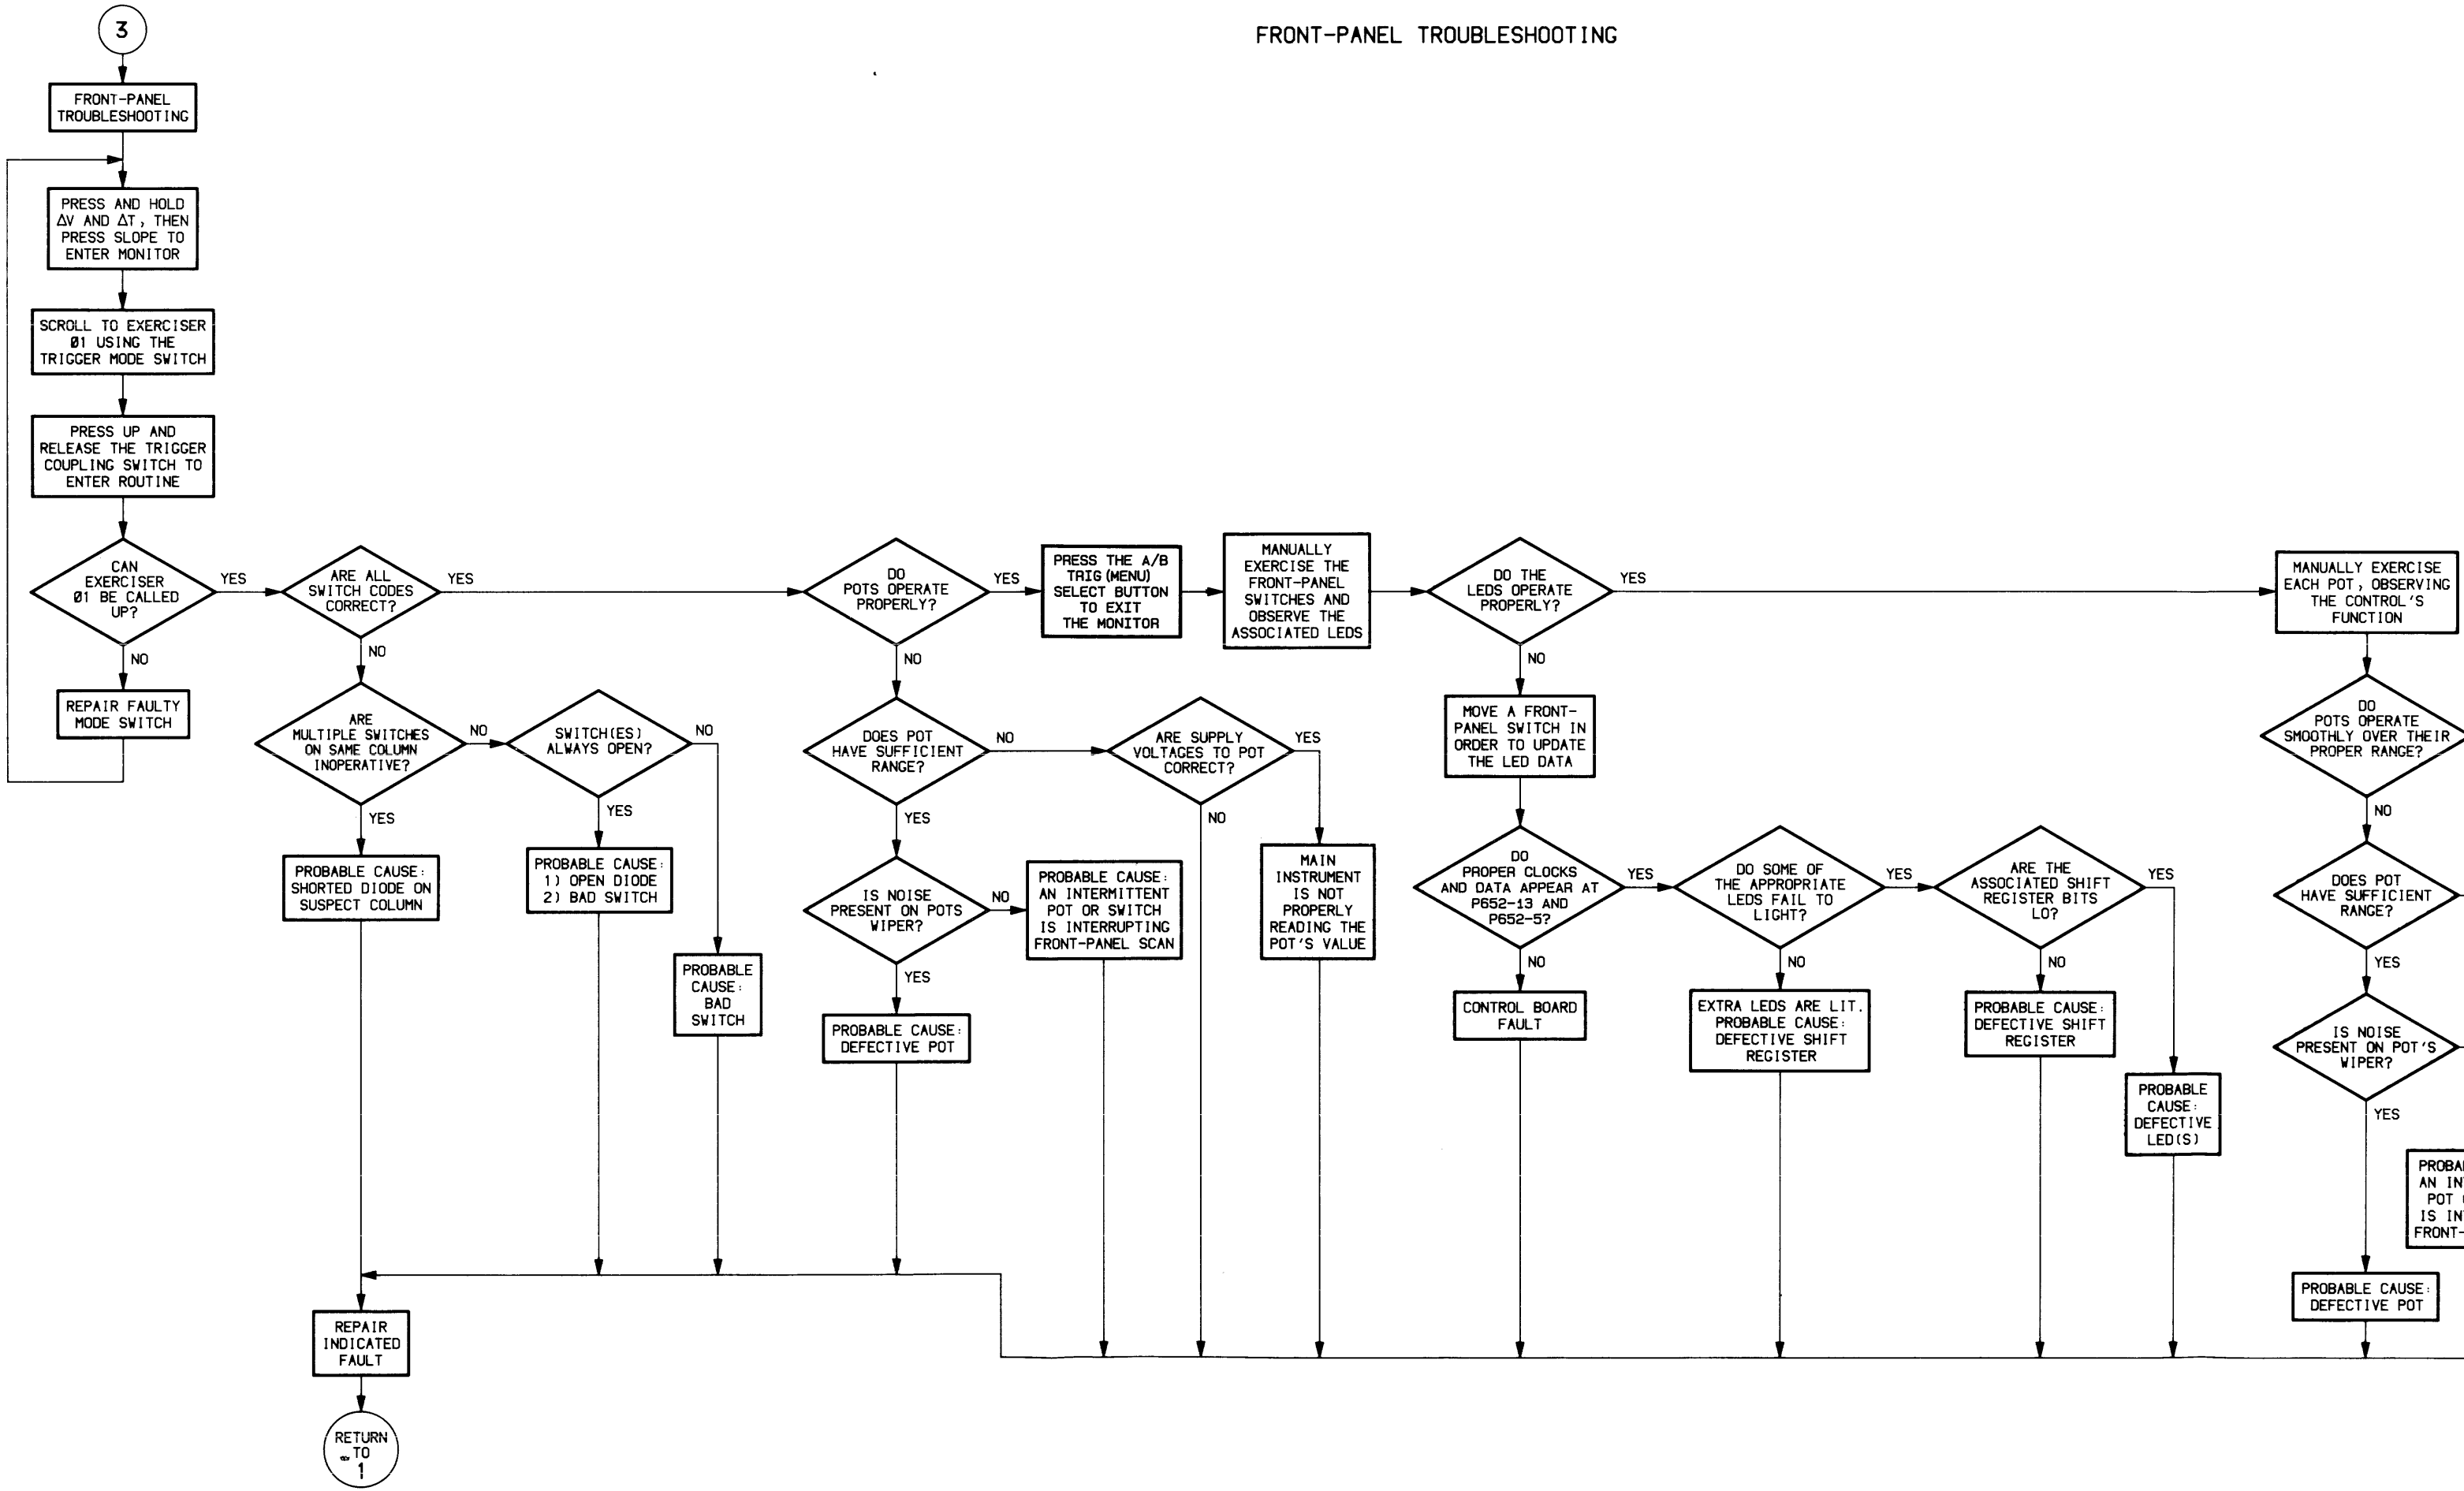 FRONT-PANEL TROUBLESHOOTING
3
FRONT-PANEL
TROUBLESHOOTING
PRESS AND HOLD
ΔV AND ΔT, THEN
PRESS SLOPE TO
ENTER MONITOR
SCROLL TO EXERCISER
Ø1 USING THE
TRIGGER MODE SWITCH
PRESS UP AND
RELEASE THE TRIGGER
COUPLING SWITCH TO
ENTER ROUTINE
CAN
EXERCISER
Ø1 BE CALLED
UP?
YES
NO
REPAIR FAULTY
MODE SWITCH
ARE ALL
SWITCH CODES
CORRECT?
YES
NO
ARE
MULTIPLE SWITCHES
ON SAME COLUMN
INOPERATIVE?
NO
YES
PROBABLE CAUSE:
SHORTED DIODE ON
SUSPECT COLUMN
SWITCH(ES)
ALWAYS OPEN?
NO
YES
PROBABLE CAUSE:
1) OPEN DIODE
2) BAD SWITCH
PROBABLE
CAUSE:
BAD
SWITCH
REPAIR
INDICATED
FAULT
RETURN
TO
1
DO
POTS OPERATE
PROPERLY?
YES
NO
DOES POT
HAVE SUFFICIENT
RANGE?
NO
YES
IS NOISE
PRESENT ON POTS
WIPER?
NO
YES
PROBABLE CAUSE:
DEFECTIVE POT
PROBABLE CAUSE:
AN INTERMITTENT
POT OR SWITCH
IS INTERRUPTING
FRONT-PANEL SCAN
ARE SUPPLY
VOLTAGES TO POT
CORRECT?
YES
NO
MAIN
INSTRUMENT
IS NOT
PROPERLY
READING THE
POT'S VALUE
PRESS THE A/B
TRIG (MENU)
SELECT BUTTON
TO EXIT
THE MONITOR
MANUALLY
EXERCISE THE
FRONT-PANEL
SWITCHES AND
OBSERVE THE
ASSOCIATED LEDS
DO THE
LEDS OPERATE
PROPERLY?
YES
NO
MOVE A FRONT-
PANEL SWITCH IN
ORDER TO UPDATE
THE LED DATA
DO
PROPER CLOCKS
AND DATA APPEAR AT
P652-13 AND
P652-5?
YES
NO
CONTROL BOARD
FAULT
DO SOME OF
THE APPROPRIATE
LEDS FAIL TO
LIGHT?
YES
NO
EXTRA LEDS ARE LIT.
PROBABLE CAUSE:
DEFECTIVE SHIFT
REGISTER
ARE THE
ASSOCIATED SHIFT
REGISTER BITS
LO?
YES
NO
PROBABLE CAUSE:
DEFECTIVE SHIFT
REGISTER
PROBABLE
CAUSE:
DEFECTIVE
LED(S)
MANUALLY EXERCISE
EACH POT, OBSERVING
THE CONTROL'S
FUNCTION
DO
POTS OPERATE
SMOOTHLY OVER THEIR
PROPER RANGE?
NO
DOES POT
HAVE SUFFICIENT
RANGE?
YES
IS NOISE
PRESENT ON POT'S
WIPER?
YES
PROBABLE CAUSE:
DEFECTIVE POT
AN
POT
IS
FRONT-